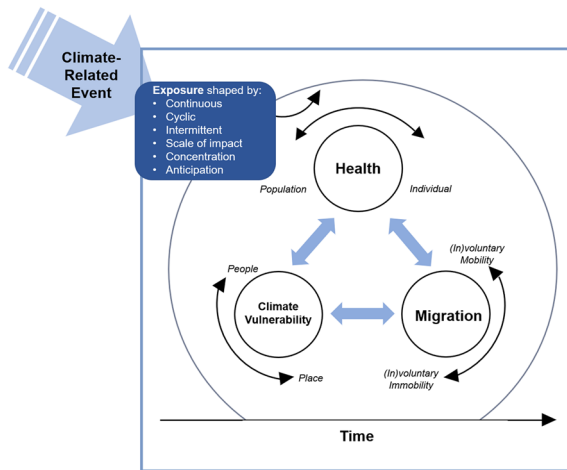 Climate-
Related
Event
Exposure shaped by:
• Continuous
• Cyclic
• Intermittent
• Scale of impact
• Concentration
• Anticipation
Health
Population
Individual
(In)voluntary
Mobility
People
Climate
Vulnerability
Migration
Place
(In)voluntary
Immobility
Time